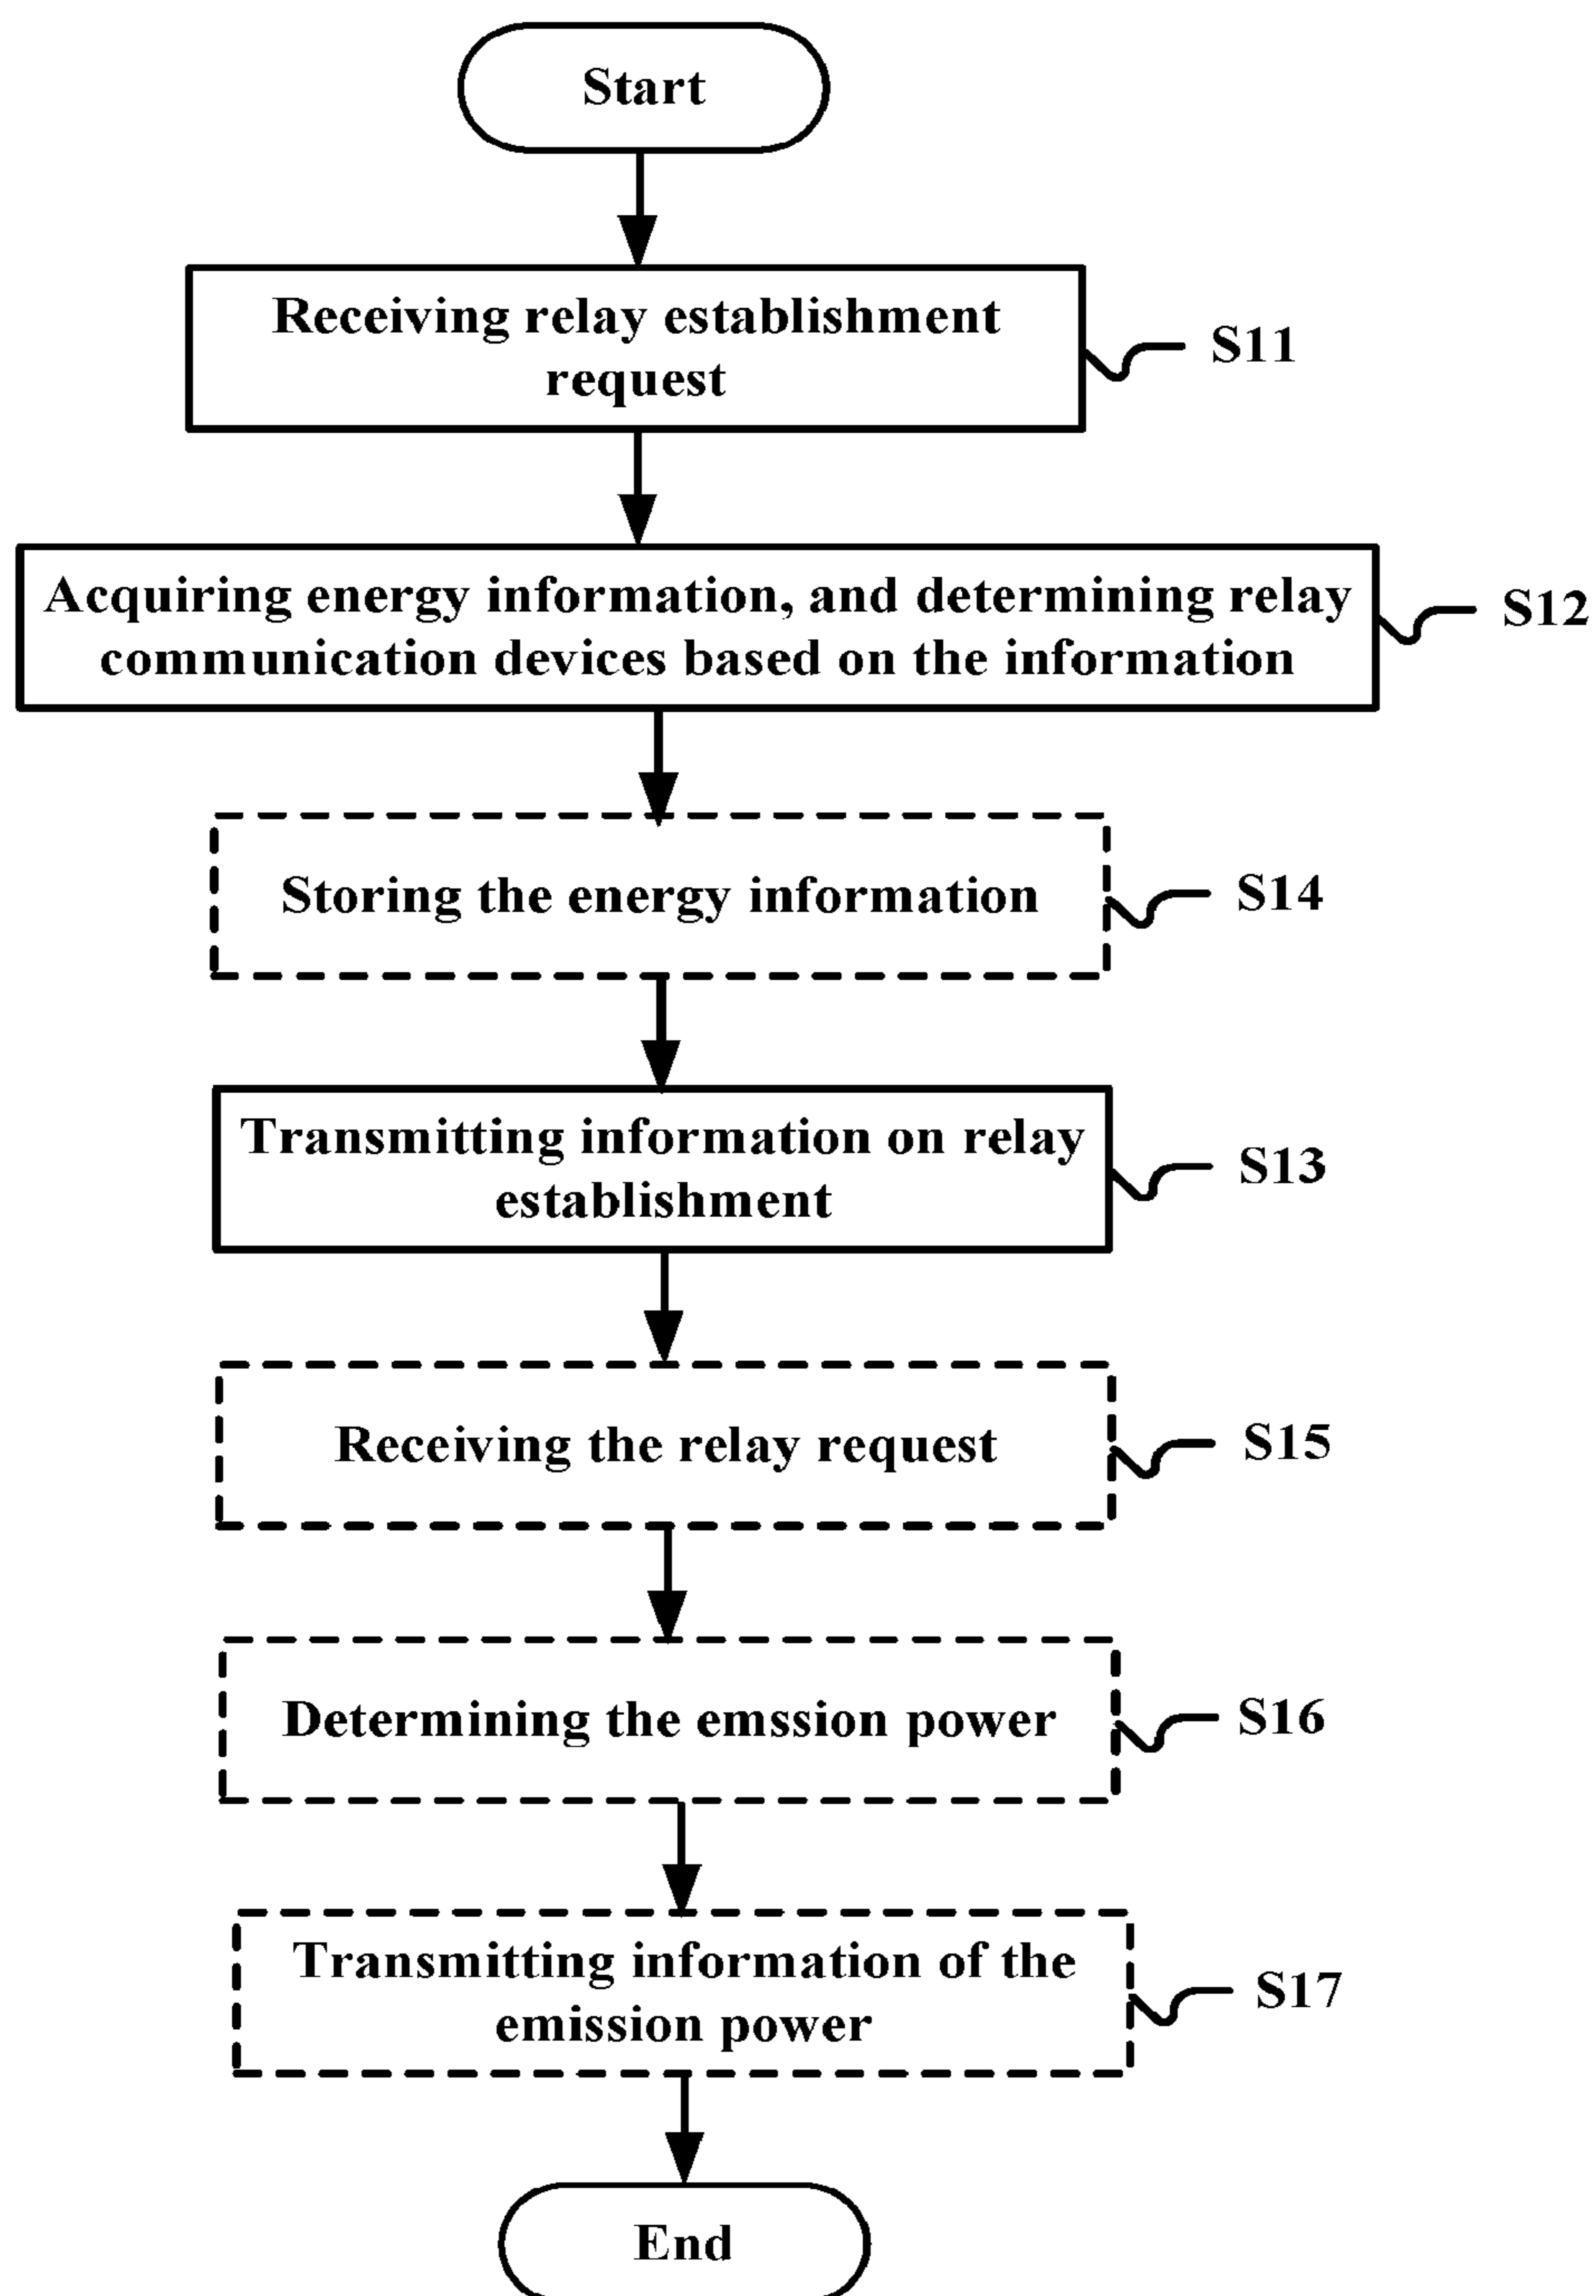 Start
Receiving relay establishment
request
S11
Acquiring energy information, and determining relay
communication devices based on the information
S12
Storing the energy information
S14
Transmitting information on relay
establishment
S13
Receiving the relay request
S15
Determining the emssion power
S16
Transmitting information of the
emission power
S17
End